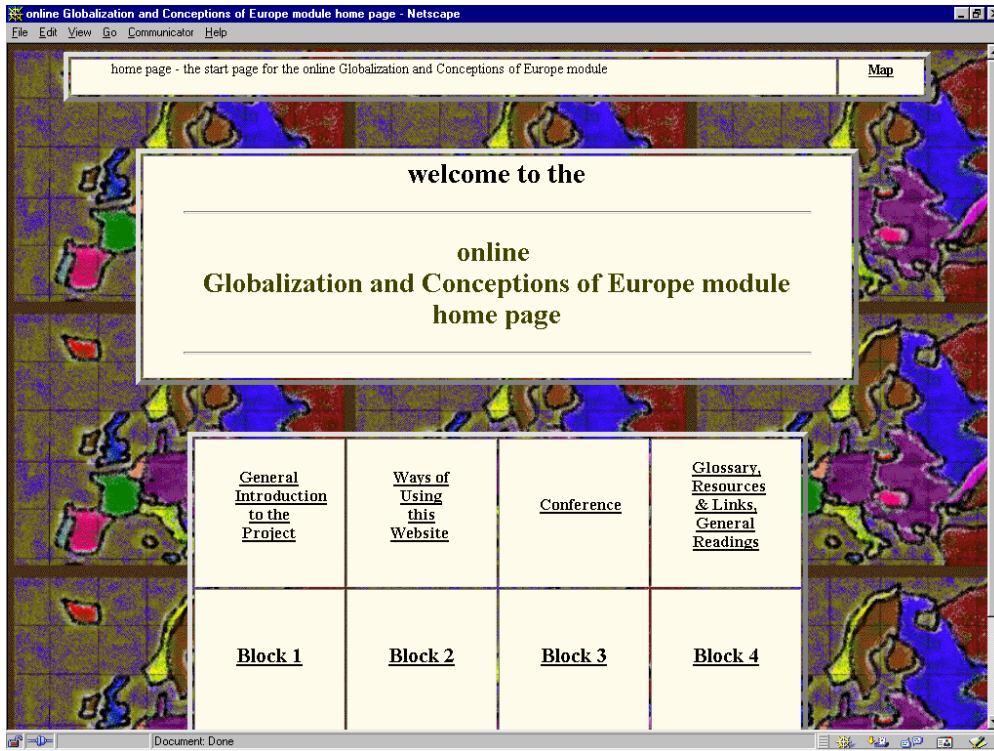 online Globalization and Conceptions of Europe module home page - Netscape
File Edit View Go Communicator Help
home page - the start page for the online Globalization and Conceptions of Europe module
Map
welcome to the
online
Globalization and Conceptions of Europe module
home page
General
Introduction
to the
Project
Ways of
Using
this
Website
Conference
Glossary,
Resources
& Links,
General
Readings
Block 1
Block 2
Block 3
Block 4
Document: Done